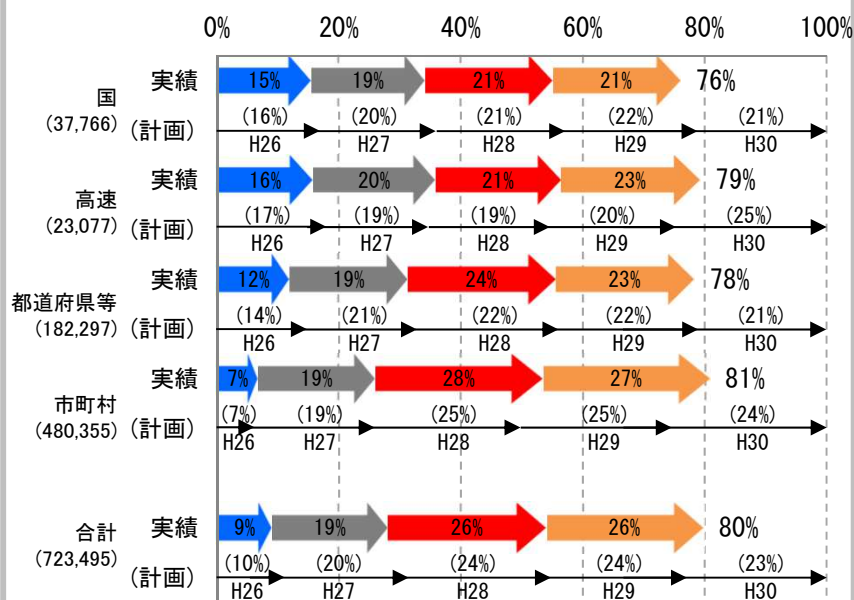 0% 20% 40% 60% 80% 100%
国
(37,766)
実績 15% 19% 21% 21% 76%
(計画) (16%) (20%) (21%) (22%) (21%)
H26 H27 H28 H29 H30
高速
(23,077)
実績 16% 20% 21% 23% 79%
(計画) (17%) (19%) (19%) (20%) (25%)
H26 H27 H28 H29 H30
都道府県等
(182,297)
実績 12% 19% 24% 23% 78%
(計画) (14%) (21%) (22%) (22%) (21%)
H26 H27 H28 H29 H30
市町村
(480,355)
実績 7% 19% 28% 27% 81%
(計画) (7%) (19%) (25%) (25%) (24%)
H26 H27 H28 H29 H30
合計
(723,495)
実績 9% 19% 26% 26% 80%
(計画) (10%) (20%) (24%) (24%) (23%)
H26 H27 H28 H29 H30